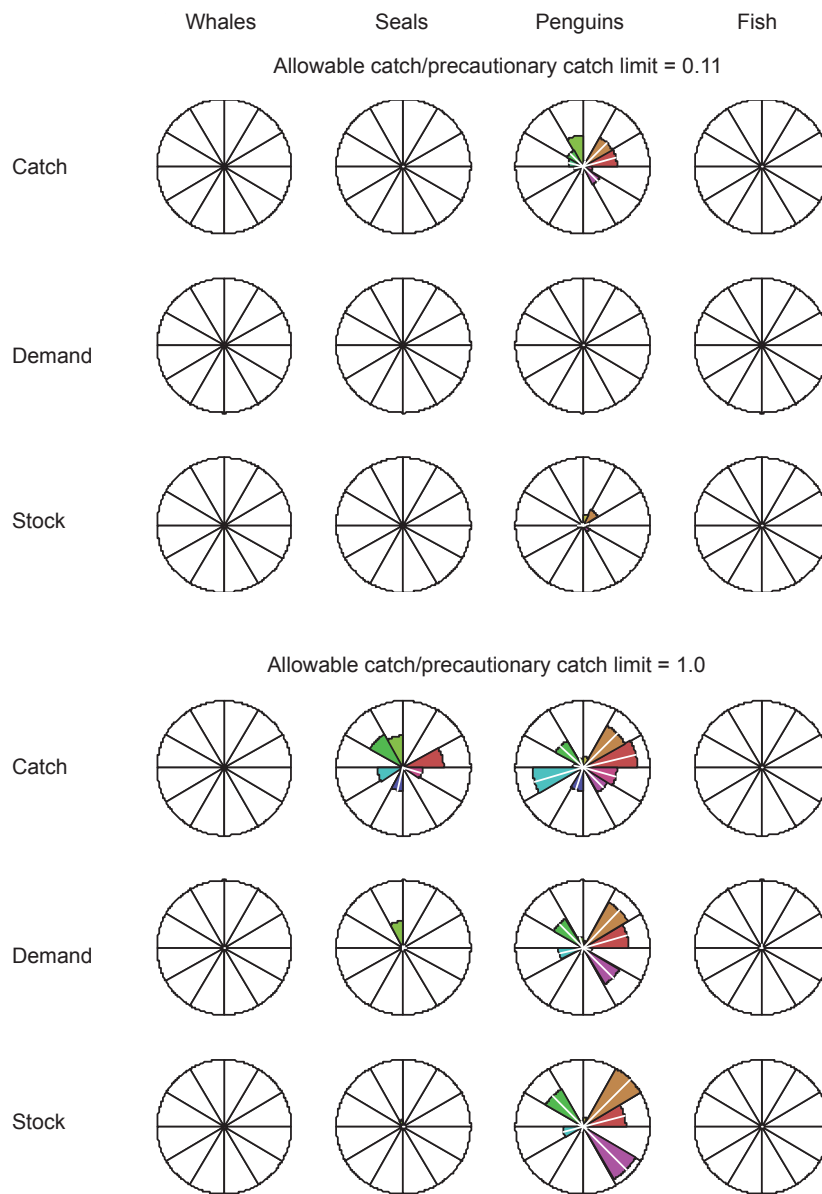 Whales Seals Penguins Fish
Allowable catch/precautionary catch limit = 0.11
Catch
Demand
Stock
Allowable catch/precautionary catch limit = 1.0
Catch
Demand
Stock